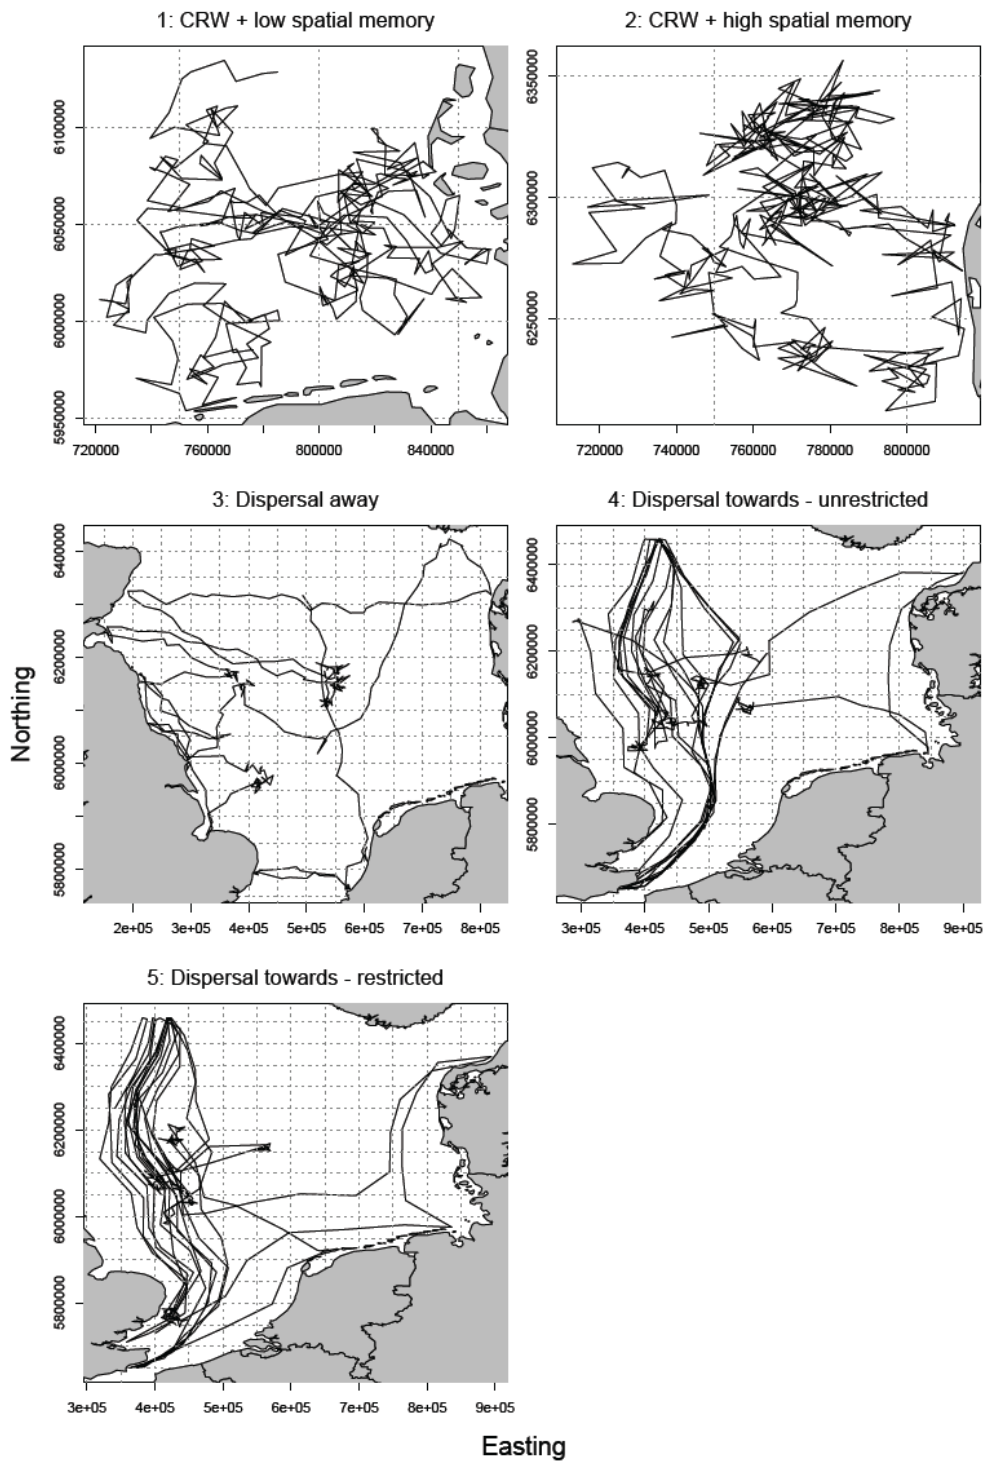 1: CRW + low spatial memory
2: CRW + high spatial memory
6100000
6050000
6000000
5950000
720000 760000 800000 840000
6350000
6300000
6250000
720000 740000 760000 780000 800000
3: Dispersal away
4: Dispersal towards - unrestricted
6400000
6200000
6000000
5800000
2e+05 3e+05 4e+05 5e+05 6e+05 7e+05 8e+05
6400000
6200000
6000000
5800000
3e+05 4e+05 5e+05 6e+05 7e+05 8e+05 9e+05
Northing
5: Dispersal towards - restricted
6400000
6200000
6000000
5800000
3e+05 4e+05 5e+05 6e+05 7e+05 8e+05 9e+05
Easting